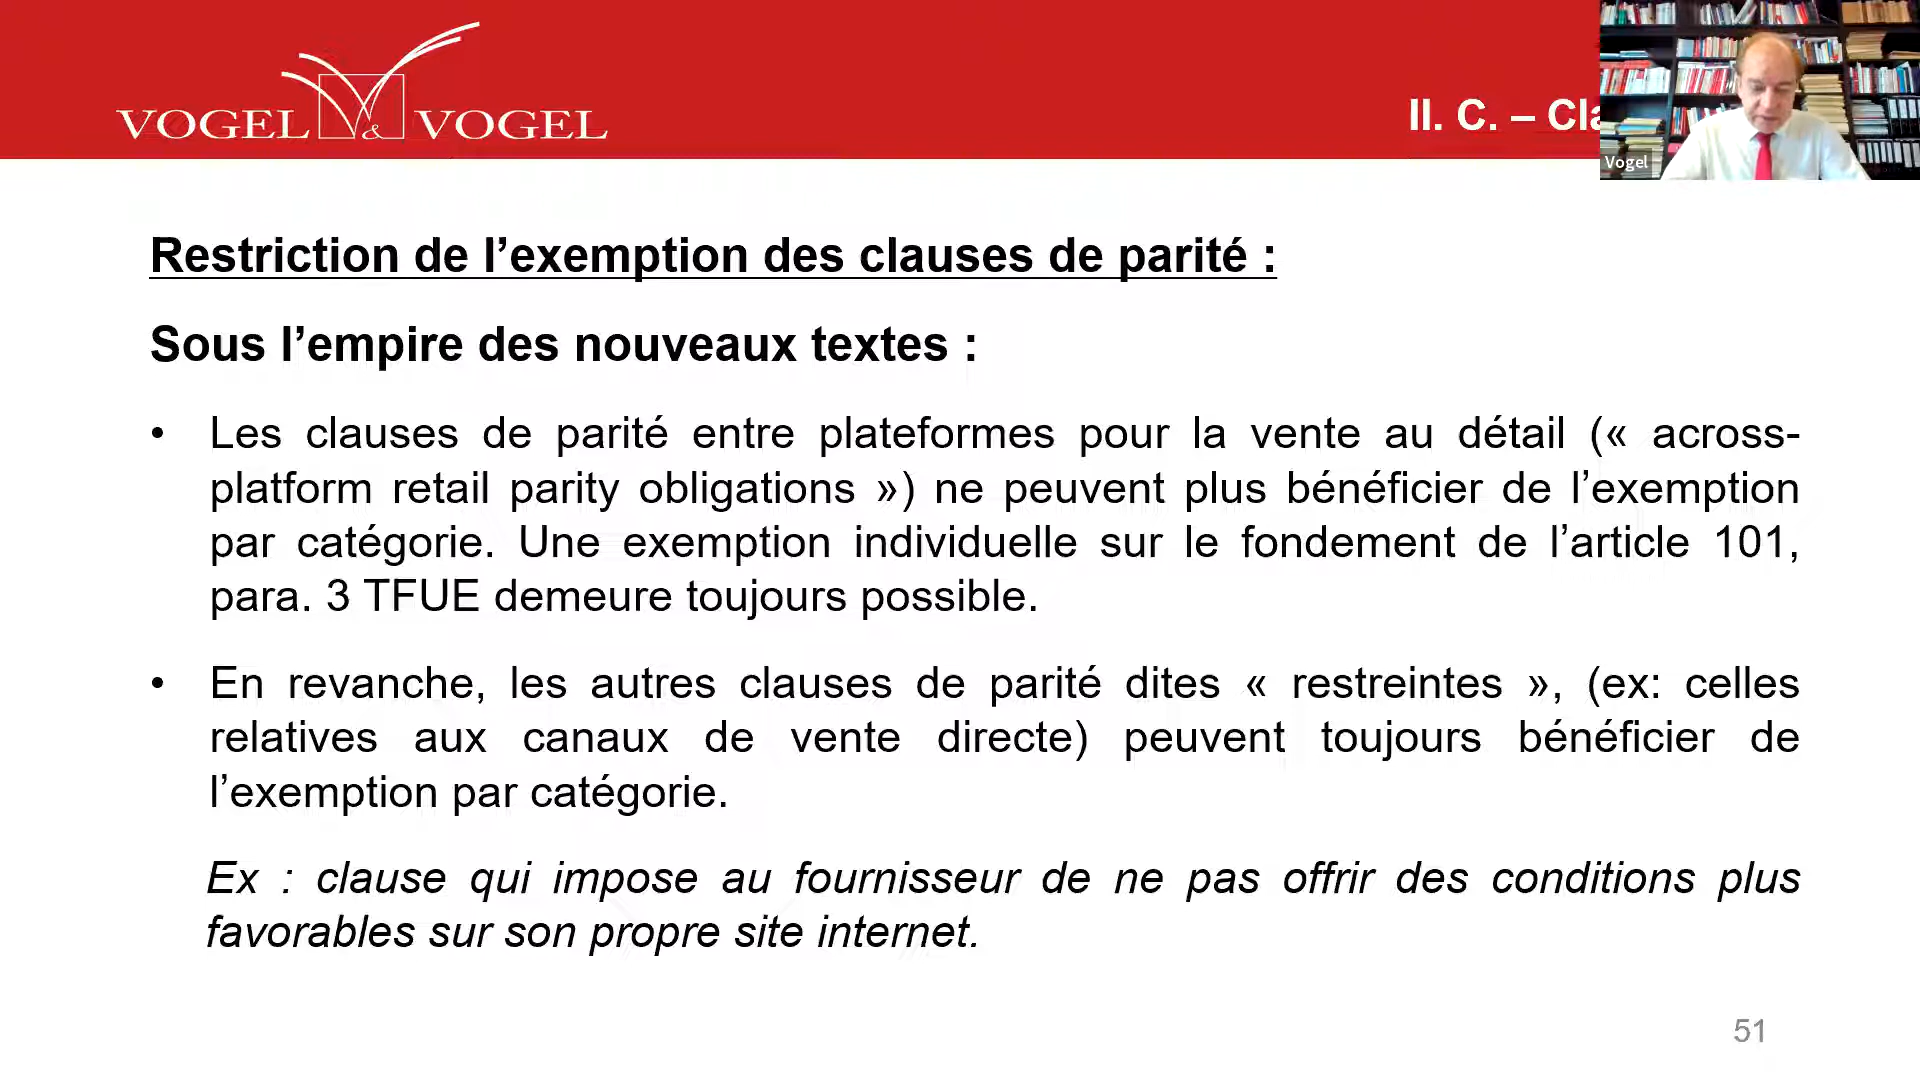 VOGEL & VOGEL
II. C. –
Vogel
Restriction de l’exemption des clauses de parité :
Sous l’empire des nouveaux textes :
• Les clauses de parité entre plateformes pour la vente au détail (« across-
platform retail parity obligations ») ne peuvent plus bénéficier de l’exemption
par catégorie. Une exemption individuelle sur le fondement de l’article 101,
para. 3 TFUE demeure toujours possible.
• En revanche, les autres clauses de parité dites « restreintes », (ex: celles
relatives aux canaux de vente directe) peuvent toujours bénéficier de
l’exemption par catégorie.
Ex : clause qui impose au fournisseur de ne pas offrir des conditions plus
favorables sur son propre site internet.
51